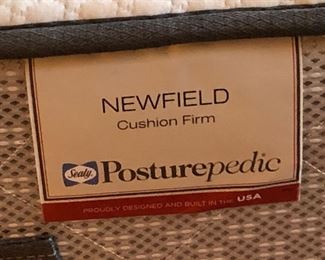 NEWFIELD
Cushion Firm
Sealy Posturepedic
PROUDLY DESIGNED AND BUILT IN THE USA